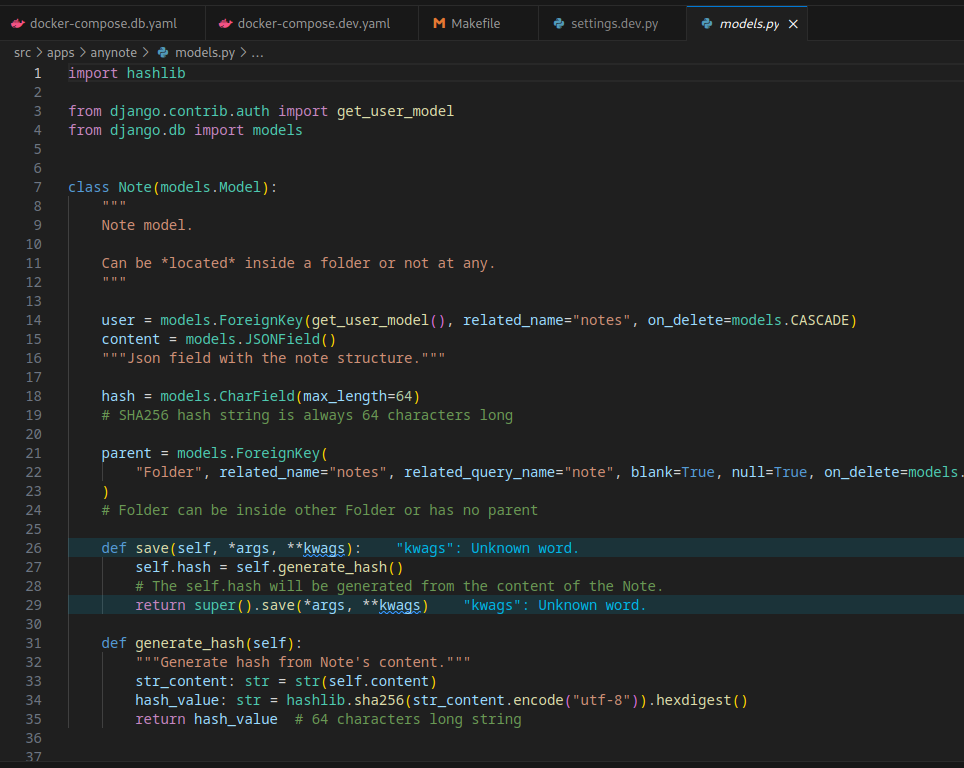 docker-compose.db.yaml docker-compose.dev.yaml Makefile settings.dev.py models.py
src > apps > anynote > models.py > ...
1 import hashlib
2
3 from django.contrib.auth import get_user_model
4 from django.db import models
5
6
7 class Note(models.Model):
8 """
9 Note model.
10
11 Can be *located* inside a folder or not at any.
12 """
13
14 user = models.ForeignKey(get_user_model(), related_name="notes", on_delete=models.CASCADE)
15 content = models.JSONField()
16 """Json field with the note structure."""
17
18 hash = models.CharField(max_length=64)
19 # SHA256 hash string is always 64 characters long
20
21 parent = models.ForeignKey(
22 "Folder", related_name="notes", related_query_name="note", blank=True, null=True, on_delete=models.
23 )
24 # Folder can be inside other Folder or has no parent
25
26 def save(self, *args, **kwags): "kwags": Unknown word.
27 self.hash = self.generate_hash()
28 # The self.hash will be generated from the content of the Note.
29 return super().save(*args, **kwags) "kwags": Unknown word.
30
31 def generate_hash(self):
32 """Generate hash from Note's content."""
33 str_content: str = str(self.content)
34 hash_value: str = hashlib.sha256(str_content.encode("utf-8")).hexdigest()
35 return hash_value # 64 characters long string
36
37